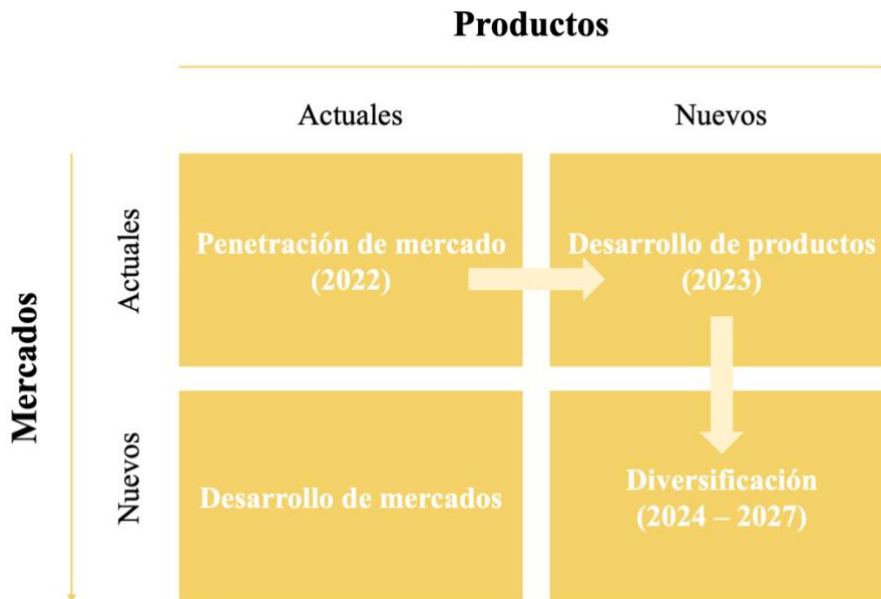 Productos
Actuales
Nuevos
Mercados
Actuales
Penetración de mercado
(2022)
Desarrollo de productos
(2023)
Nuevos
Desarrollo de mercados
Diversificación
(2024 – 2027)